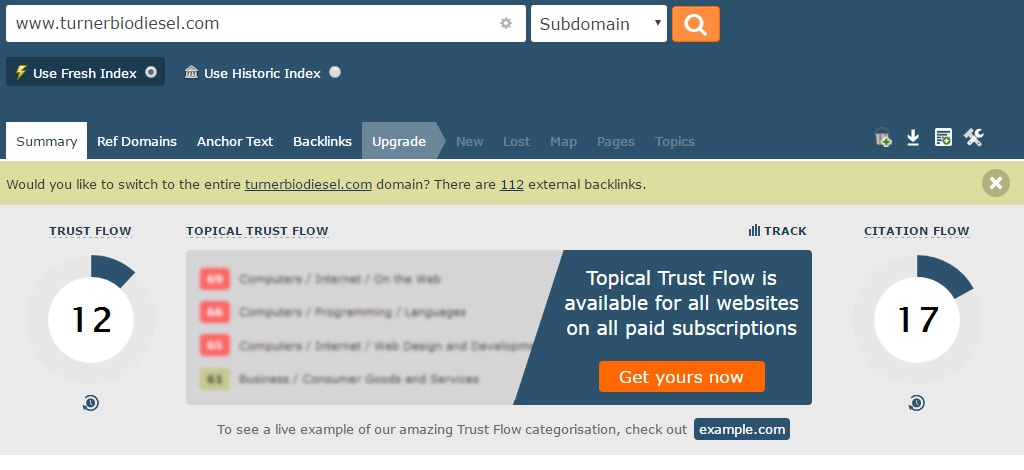 www.turnerbiodiesel.com
Subdomain
Use Fresh Index
Use Historic Index
Summary Ref Domains Anchor Text Backlinks Upgrade New Lost Map Pages Topics
Would you like to switch to the entire turnerbiodiesel.com domain? There are 112 external backlinks.
TRUST FLOW
TOPICAL TRUST FLOW
TRACK
CITATION FLOW
12
69 Computers / Internet / On the Web
66 Computers / Programming / Languages
65 Computers / Internet / Web Design and
61 Business / Consumer Goods and Services
Topical Trust Flow is
available for all websites
on all paid subscriptions
Get yours now
17
To see a live example of our amazing Trust Flow categorisation, check out example.com